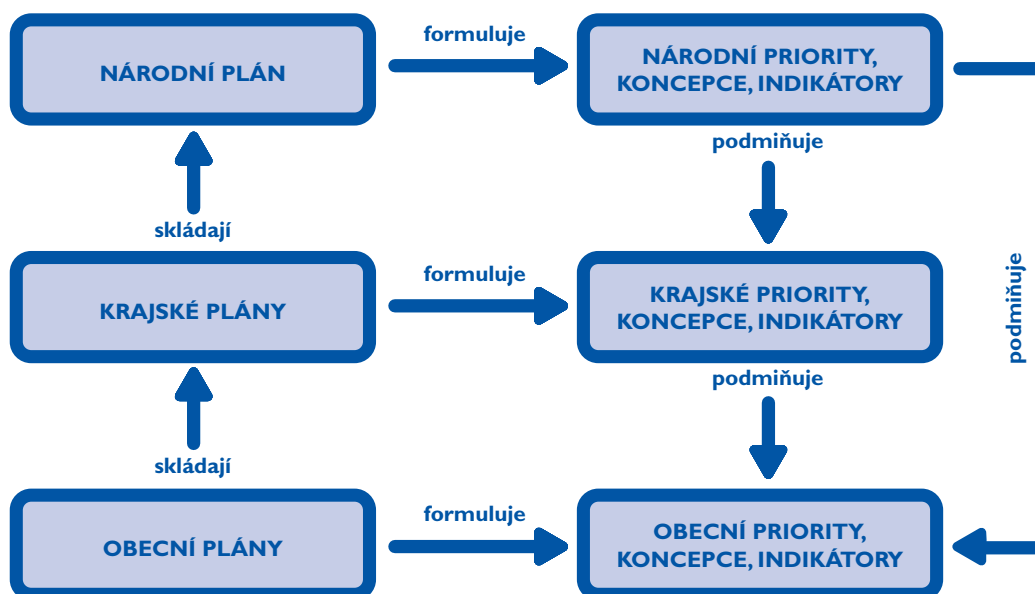 formuluje
NÁRODNÍ PLÁN
NÁRODNÍ PRIORITY,
KONCEPCE, INDIKÁTORY
podmiňuje
skládají
formuluje
KRAJSKÉ PLÁNY
KRAJSKÉ PRIORITY,
KONCEPCE, INDIKÁTORY
podmiňuje
podmiňuje
skládají
formuluje
OBECNÍ PLÁNY
OBECNÍ PRIORITY,
KONCEPCE, INDIKÁTORY